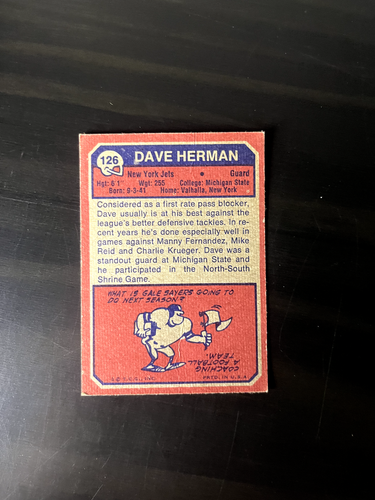 126 DAVE HERMAN
New York Jets • Guard
Hgt: 6'1" Wgt: 255 College: Michigan State
Born: 9-3-41 Home: Valhalla, New York
Considered as a first rate pass blocker,
Dave usually is at his best against the
league's better defensive tackles. In re-
cent years he's done especially well in
games against Manny Fernandez, Mike
Reid and Charlie Krueger. Dave was a
standout guard at Michigan State and
he participated in the North-South
Shrine Game.
WHAT IS GALE SAYERS GOING TO
DO NEXT SEASON?
COACHING
A FOOTBALL
TEAM.
PRTD. IN U.S.A.